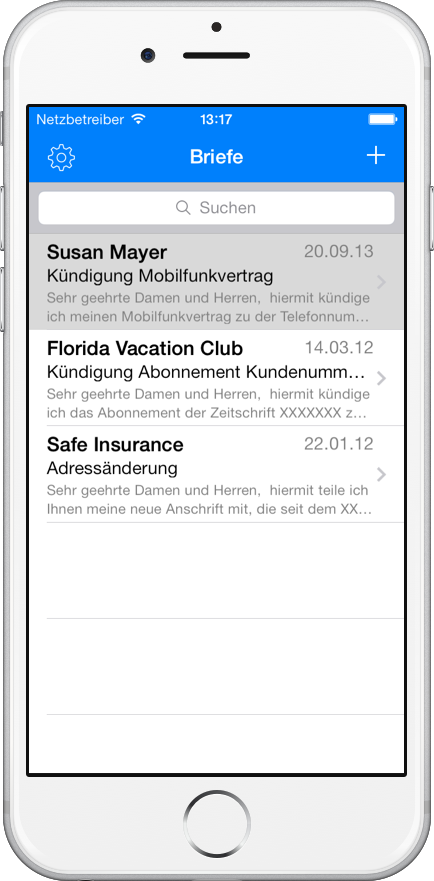 Netzbetreiber 13:17
Briefe
Suchen
Susan Mayer 20.09.13
Kündigung Mobilfunkvertrag
Sehr geehrte Damen und Herren, hiermit kündige
ich meinen Mobilfunkvertrag zu der Telefonnum…
Florida Vacation Club 14.03.12
Kündigung Abonnement Kundenumm…
Sehr geehrte Damen und Herren, hiermit kündige
ich das Abonnement der Zeitschrift XXXXXXX z…
Safe Insurance 22.01.12
Adressänderung
Sehr geehrte Damen und Herren, hiermit teile ich
Ihnen meine neue Anschrift mit, die seit dem XX…